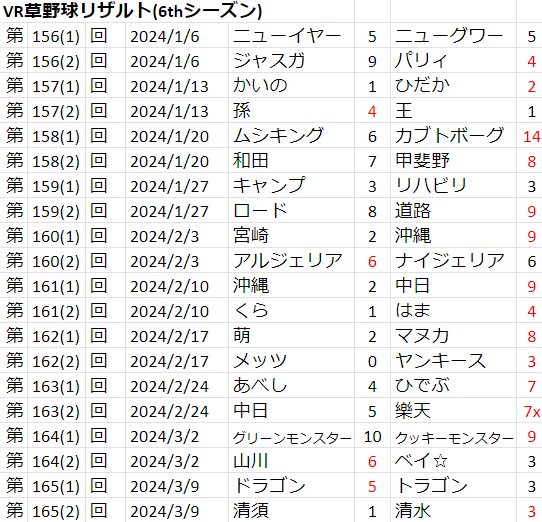 VR草野球リザルト(6thシーズン)
第 156(1) 回 2024/1/6 ニューイヤー 5 ニューグワー 5
第 156(2) 回 2024/1/6 ジャスガ 9 パリィ 4
第 157(1) 回 2024/1/13 かいの 1 ひだか 2
第 157(2) 回 2024/1/13 孫 4 王 1
第 158(1) 回 2024/1/20 ムシキング 6 カブトボーグ 14
第 158(2) 回 2024/1/20 和田 7 甲斐野 8
第 159(1) 回 2024/1/27 キャンプ 3 リハビリ 3
第 159(2) 回 2024/1/27 ロード 8 道路 9
第 160(1) 回 2024/2/3 宮崎 2 沖縄 9
第 160(2) 回 2024/2/3 アルジェリア 6 ナイジェリア 6
第 161(1) 回 2024/2/10 沖縄 2 中日 9
第 161(2) 回 2024/2/10 くら 1 はま 4
第 162(1) 回 2024/2/17 萌 2 マヌカ 8
第 162(2) 回 2024/2/17 メッツ 0 ヤンキース 3
第 163(1) 回 2024/2/24 あべし 4 ひでぶ 7
第 163(2) 回 2024/2/24 中日 5 樂天 7x
第 164(1) 回 2024/3/2 グリーンモンスター 10 クッキーモンスター 9
第 164(2) 回 2024/3/2 山川 6 ベイ☆ 3
第 165(1) 回 2024/3/9 ドラゴン 5 トラゴン 3
第 165(2) 回 2024/3/9 清須 1 清水 3